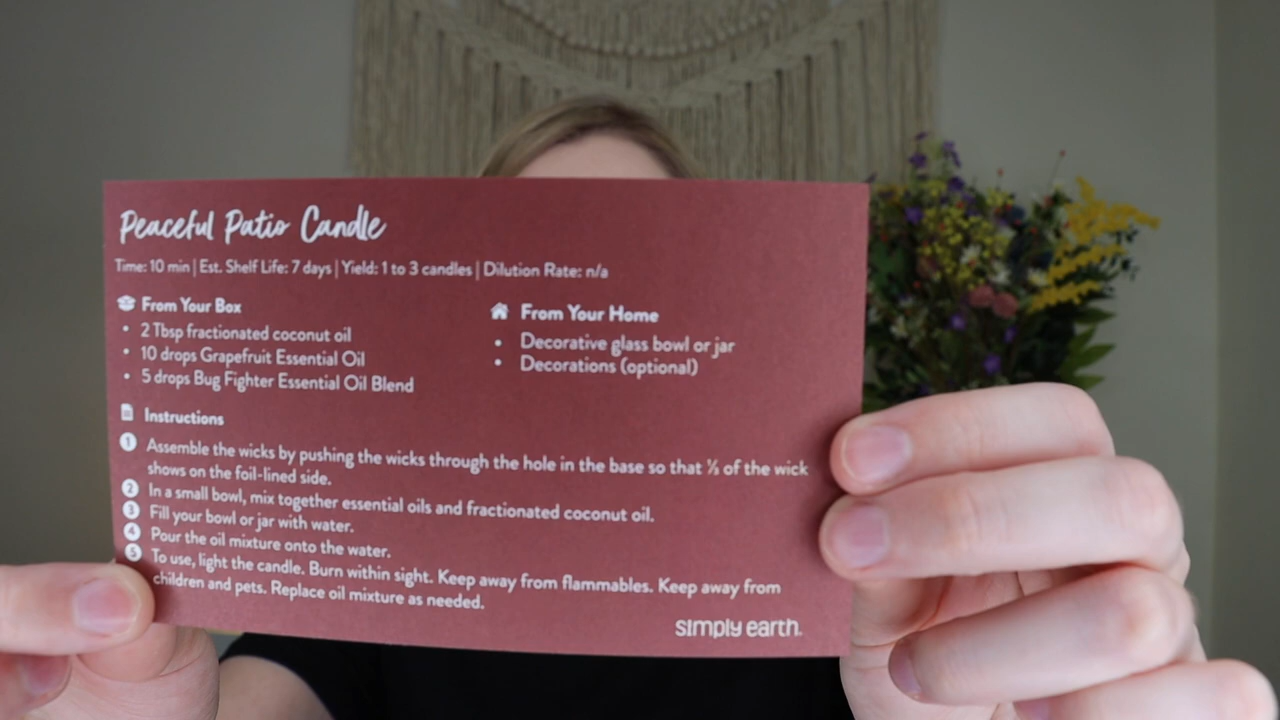 Peaceful Patio Candle
Time: 10 min | Est. Shelf Life: 7 days | Yield: 1 to 3 candles | Dilution Rate: n/a
From Your Box
• 2 Tbsp fractionated coconut oil
• 10 drops Grapefruit Essential Oil
• 5 drops Bug Fighter Essential Oil Blend
From Your Home
• Decorative glass bowl or jar
• Decorations (optional)
Instructions
1 Assemble the wicks by pushing the wicks through the hole in the base so that ⅓ of the wick
shows on the foil-lined side.
2 In a small bowl, mix together essential oils and fractionated coconut oil.
3 Fill your bowl or jar with water.
4 Pour the oil mixture onto the water.
5 To use, light the candle. Burn within sight. Keep away from flammables. Keep away from
children and pets. Replace oil mixture as needed.
simply earth.